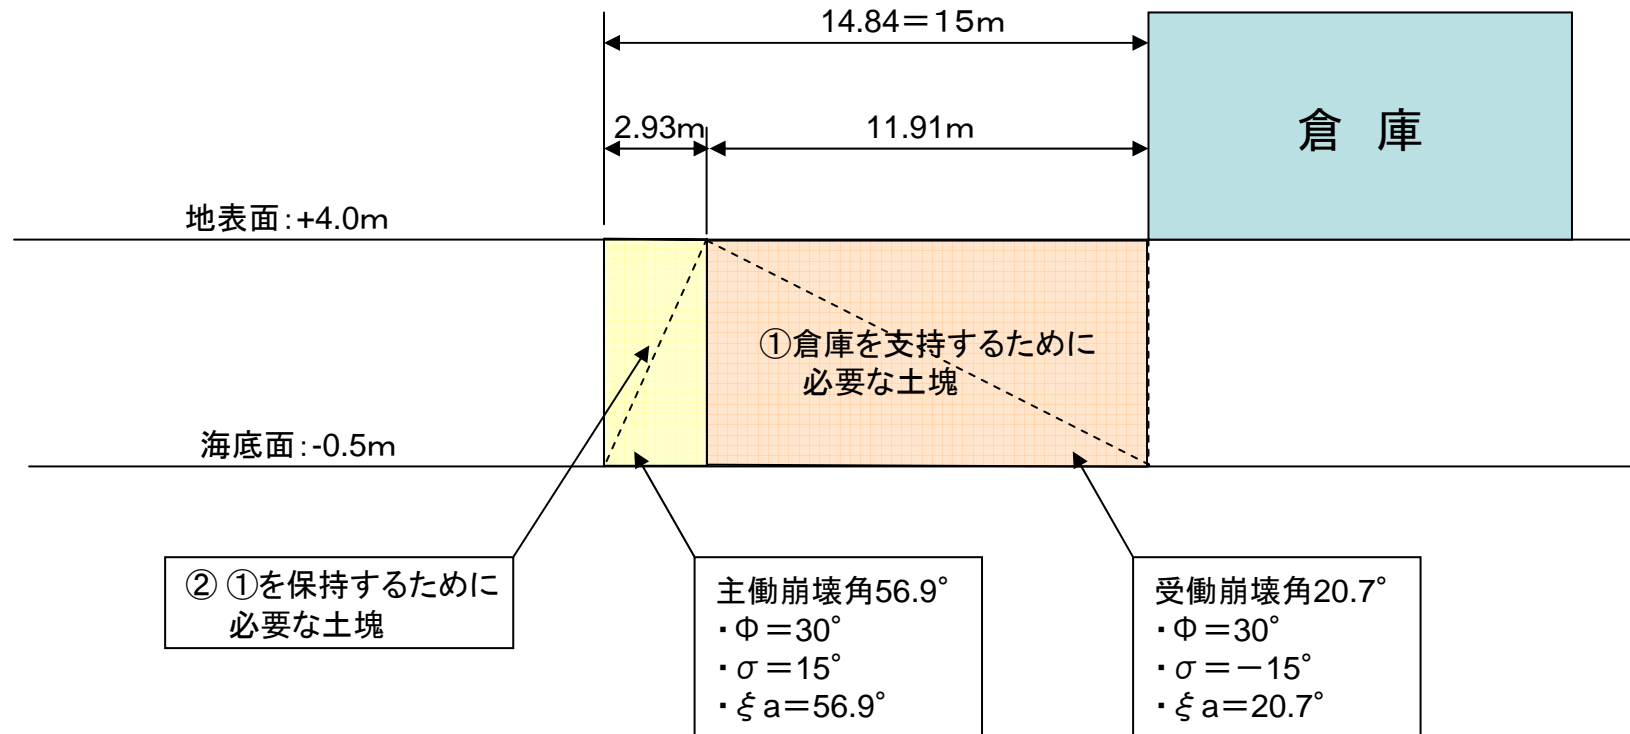 14.84＝15m
2.93m
11.91m
倉 庫
地表面：+4.0m
①倉庫を支持するために
必要な土塊
海底面：-0.5m
② ①を保持するために
必要な土塊
主働崩壊角56.9°
・Φ＝30°
・σ＝15°
・ξa＝56.9°
受働崩壊角20.7°
・Φ＝30°
・σ＝－15°
・ξa＝20.7°